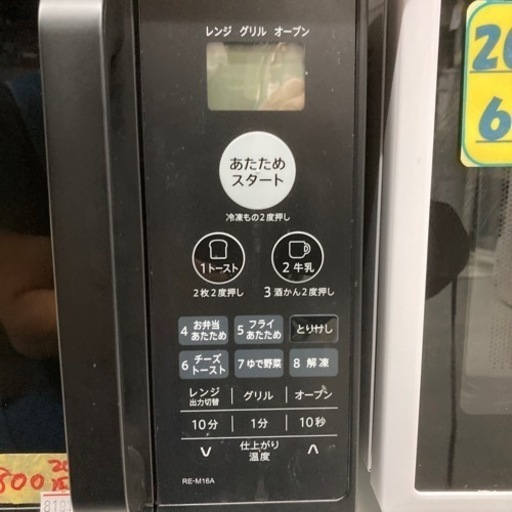 レンジ グリル オーブン
あたため
スタート
冷凍もの2度押し
1トースト
2 牛乳
2枚2度押し
3 酒かん2度押し
4 お弁当
あたため
5 フライ
あたため
とりけし
6 チーズ
トースト
7 ゆで野菜
8 解凍
レンジ
出力切替
グリル
オーブン
10分
1分
10秒
仕上がり
温度
RE-M16A
20
6
800
8191